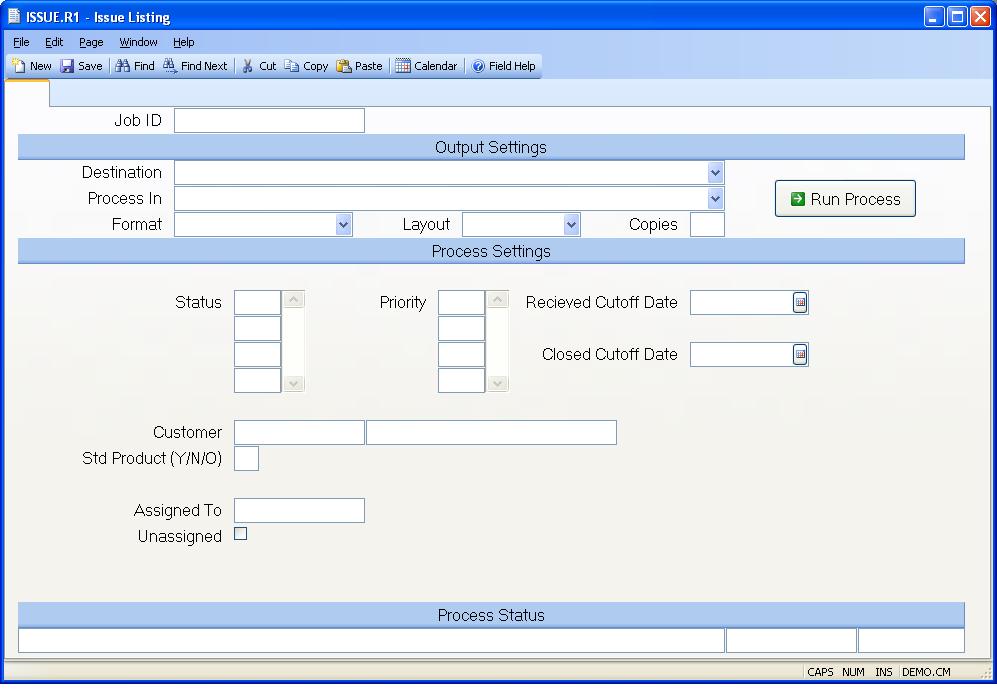 ISSUE.R1 - Issue Listing
File Edit Page Window Help
New Save Find Find Next Cut Copy Paste Calendar Field Help
Job ID
Output Settings
Destination
Process In
Run Process
Format Layout Copies
Process Settings
Status Priority Recieved Cutoff Date
Closed Cutoff Date
Customer
Std Product (Y/N/O)
Assigned To
Unassigned
Process Status
CAPS NUM INS DEMO.CM